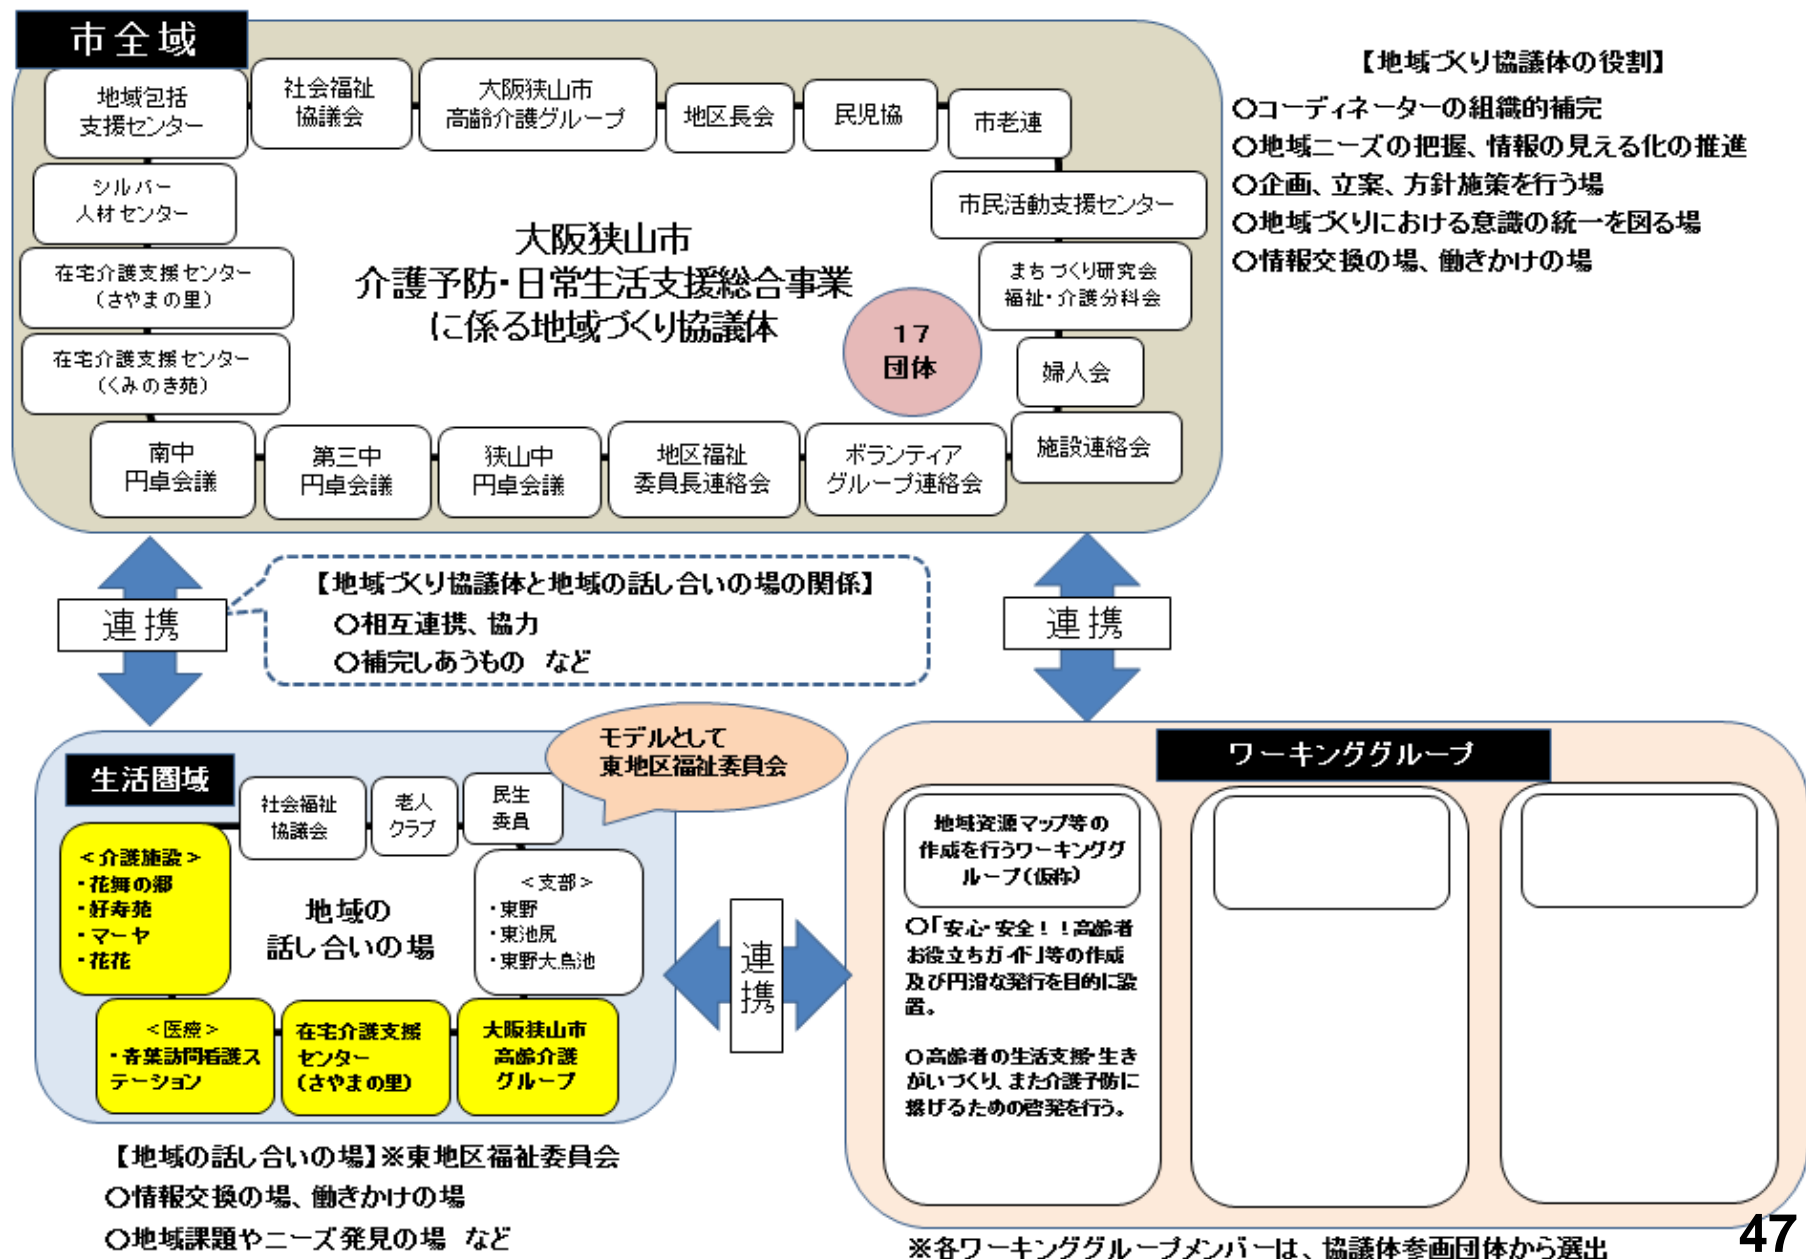 市全域
地域包括
支援センター
社会福祉
協議会
大阪狭山市
高齢介護グループ
地区長会
民児協
市老連
シルバー
人材センター
市民活動支援センター
在宅介護支援センター
（さやまの里）
まちづくり研究会
福祉・介護分科会
在宅介護支援センター
（くみのき苑）
婦人会
大阪狭山市
介護予防・日常生活支援総合事業
に係る地域づくり協議体
17
団体
南中
円卓会議
第三中
円卓会議
狭山中
円卓会議
地区福祉
委員長連絡会
ボランティア
グループ連絡会
施設連絡会
【地域づくり協議体の役割】
○コーディネーターの組織的補完
○地域ニーズの把握、情報の見える化の推進
○企画、立案、方針施策を行う場
○地域づくりにおける意識の統一を図る場
○情報交換の場、働きかけの場
連携
【地域づくり協議体と地域の話し合いの場の関係】
○相互連携、協力
○補完しあうもの　など
連携
生活圏域
モデルとして
東地区福祉委員会
社会福祉
協議会
老人
クラブ
民生
委員
＜介護施設＞
・花舞の郷
・好寿苑
・マーヤ
・花花
地域の
話し合いの場
＜支部＞
・東野
・東池尻
・東野大鳥池
＜医療＞
・青葉訪問看護ス
テーション
在宅介護支援
センター
（さやまの里）
大阪狭山市
高齢介護
グループ
連携
【地域の話し合いの場】※東地区福祉委員会
○情報交換の場、働きかけの場
○地域課題やニーズ発見の場　など
ワーキンググループ
地域資源マップ等の
作成を行うワーキンググ
ループ（仮称）
○「安心・安全！！高齢者
お役立ちガイド」等の作成
及び円滑な発行を目的に設
置。
○高齢者の生活支援・生き
がいづくり、また介護予防に
繋げるための啓発を行う。
※各ワーキンググループメンバーは、協議体参画団体から選出
47